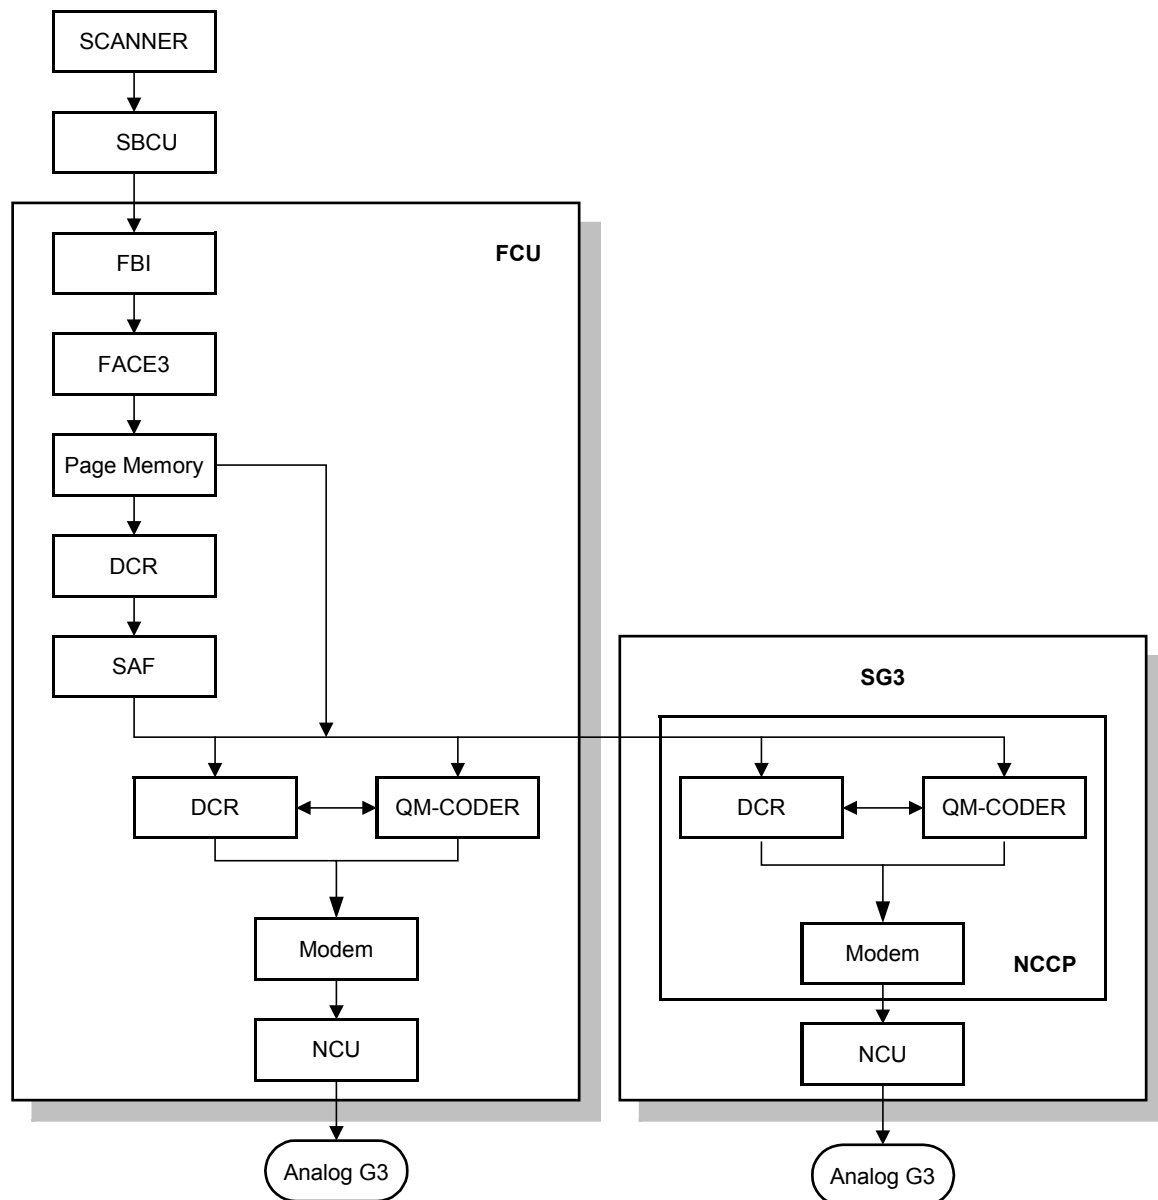 SCANNER
SBCU
FCU
FBI
FACE3
Page Memory
DCR
SAF
SG3
DCR
QM-CODER
DCR
QM-CODER
Modem
Modem
NCCP
NCU
NCU
Analog G3
Analog G3